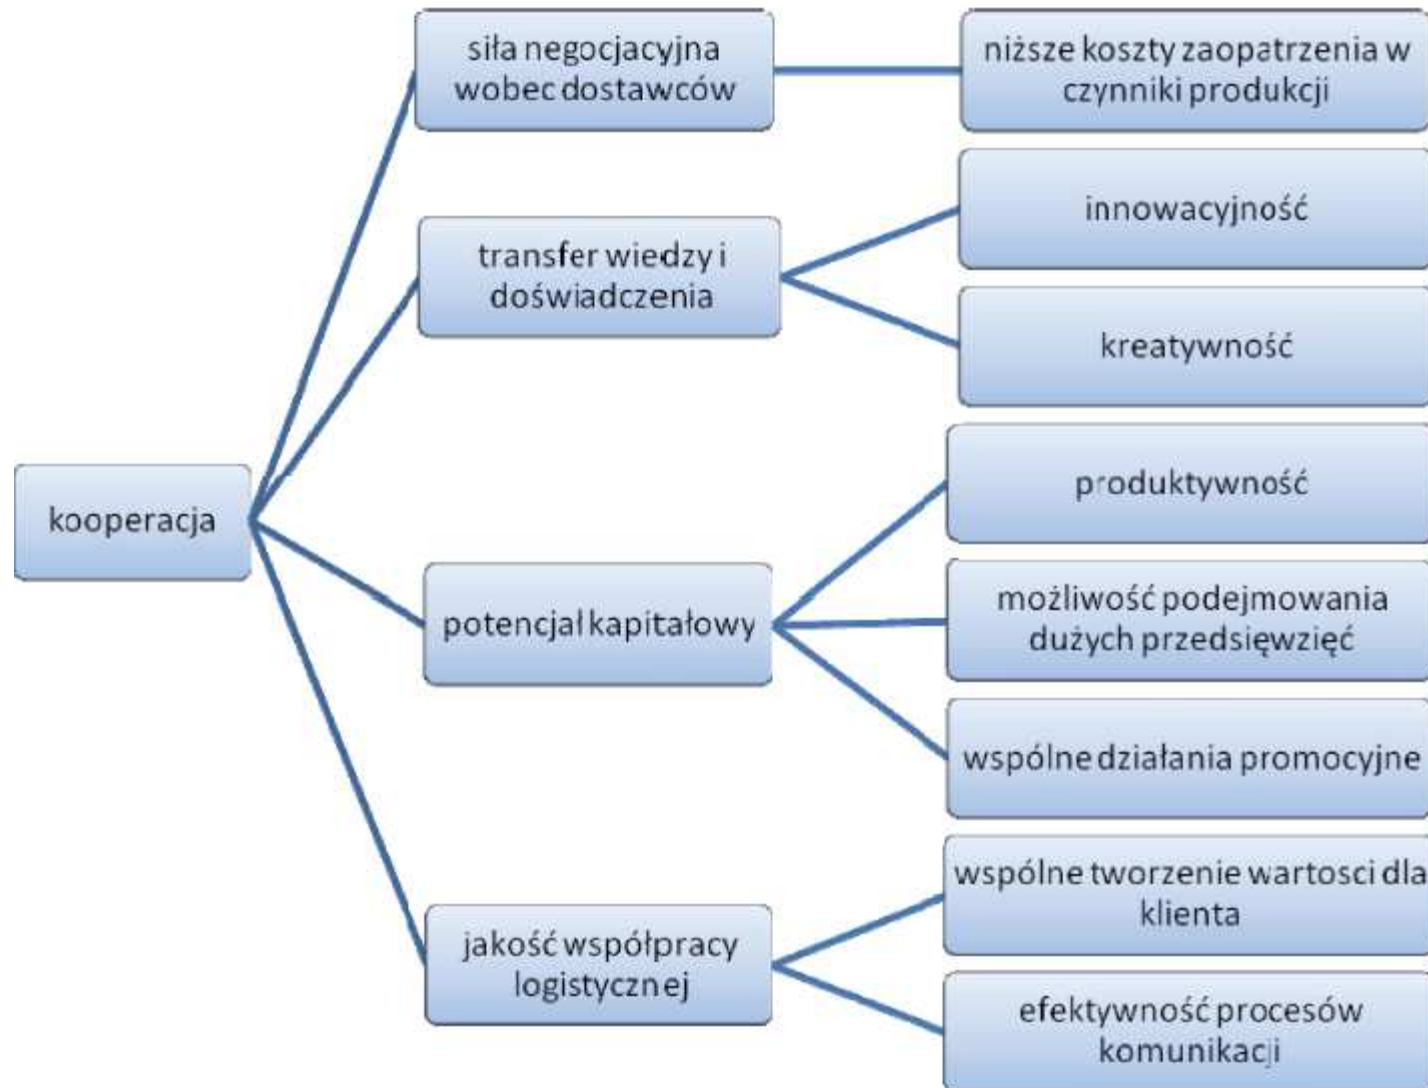 siła negocjacyjna
wobec dostawców
niższe koszty zaopatrzenia w
czynniki produkcji
transfer wiedzy i
doświadczenia
innowacyjność
kreatywność
kooperacja
potencjal kapitałowy
produktywność
możliwość podejmowania
dużych przedsięwzięć
wspólne działania promocyjne
jakość współpracy
logistycznej
wspólne tworzenie wartosci dla
klienta
efektywność procesów
komunikacji